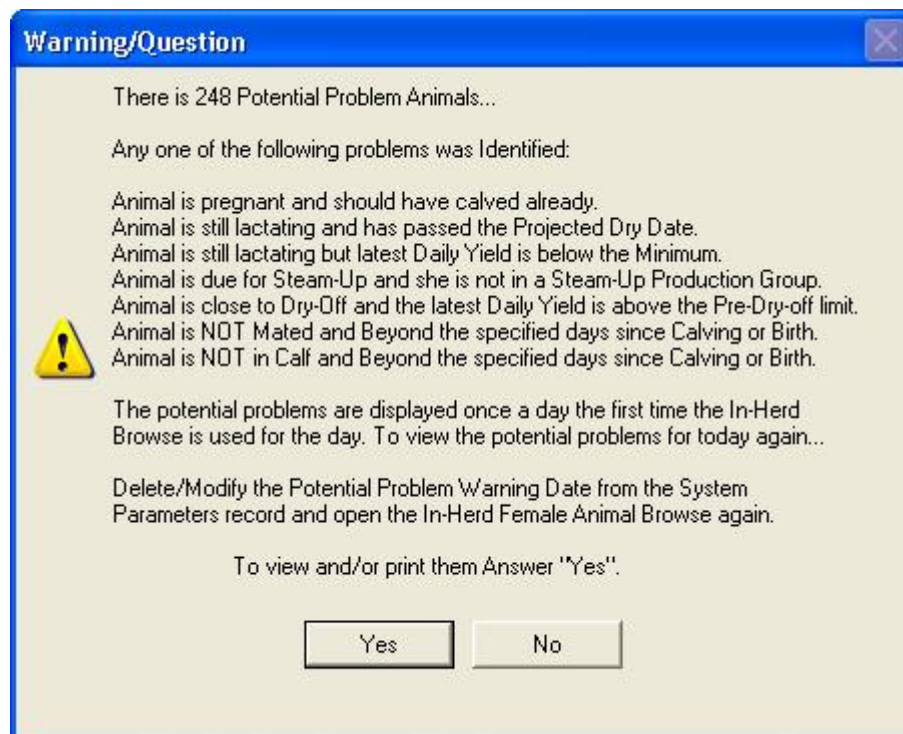 Warning/Question
There is 248 Potential Problem Animals...
Any one of the following problems was Identified:
Animal is pregnant and should have calved already.
Animal is still lactating and has passed the Projected Dry Date.
Animal is still lactating but latest Daily Yield is below the Minimum.
Animal is due for Steam-Up and she is not in a Steam-Up Production Group.
Animal is close to Dry-Off and the latest Daily Yield is above the Pre-Dry-off limit.
Animal is NOT Mated and Beyond the specified days since Calving or Birth.
Animal is NOT in Calf and Beyond the specified days since Calving or Birth.
The potential problems are displayed once a day the first time the In-Herd
Browse is used for the day. To view the potential problems for today again...
Delete/Modify the Potential Problem Warning Date from the System
Parameters record and open the In-Herd Female Animal Browse again.
To view and/or print them Answer "Yes".
Yes
No